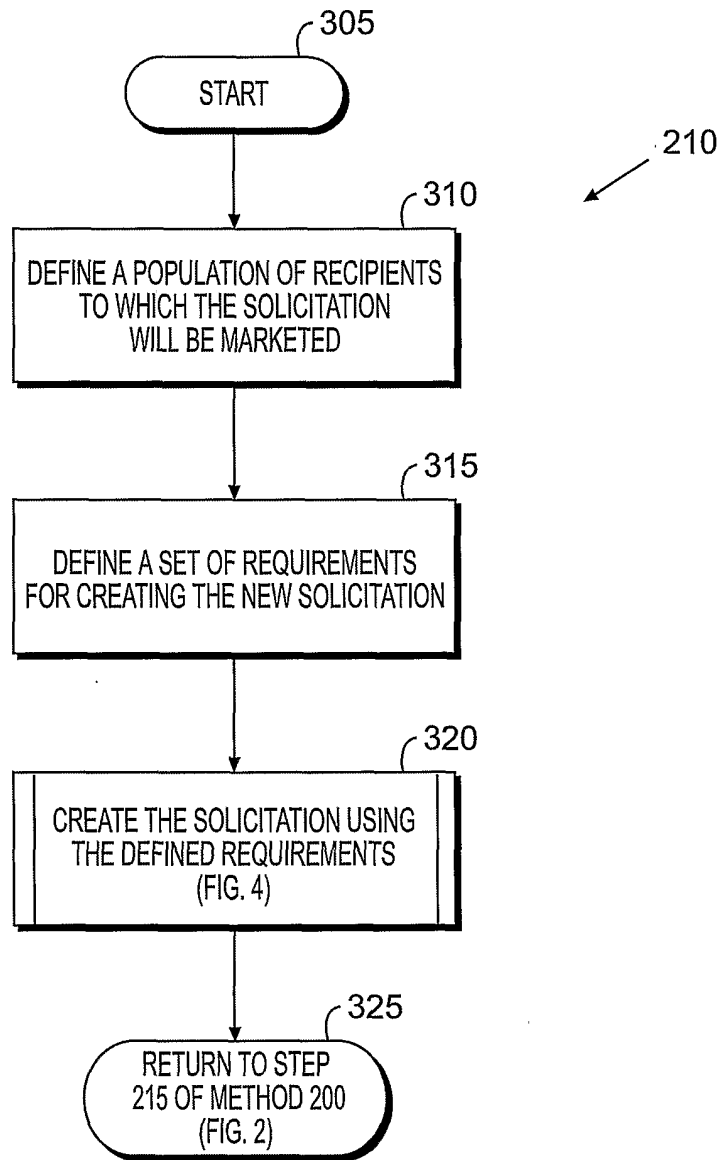 305
START
210
310
DEFINE A POPULATION OF RECIPIENTS
TO WHICH THE SOLICITATION
WILL BE MARKETED
315
DEFINE A SET OF REQUIREMENTS
FOR CREATING THE NEW SOLICITATION
320
CREATE THE SOLICITATION USING
THE DEFINED REQUIREMENTS
(FIG. 4)
325
RETURN TO STEP
215 OF METHOD 200
(FIG. 2)